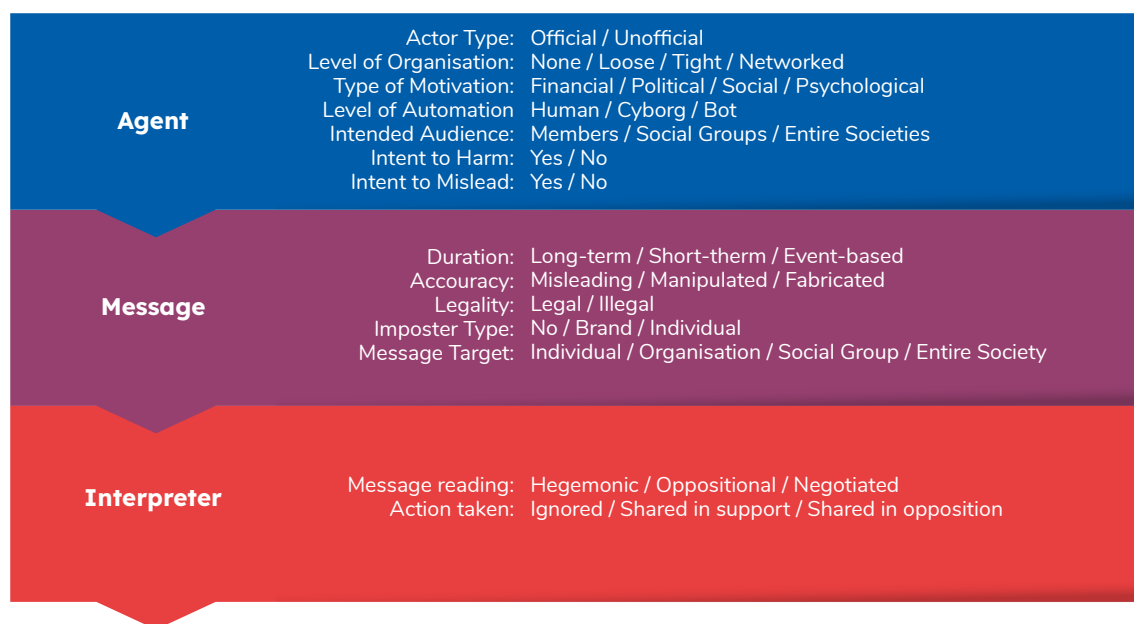 Agent
Actor Type: Official / Unofficial
Level of Organisation: None / Loose / Tight / Networked
Type of Motivation: Financial / Political / Social / Psychological
Level of Automation Human / Cyborg / Bot
Intended Audience: Members / Social Groups / Entire Societies
Intent to Harm: Yes / No
Intent to Mislead: Yes / No
Message
Duration: Long-term / Short-therm / Event-based
Accouracy: Misleading / Manipulated / Fabricated
Legality: Legal / Illegal
Imposter Type: No / Brand / Individual
Message Target: Individual / Organisation / Social Group / Entire Society
Interpreter
Message reading: Hegemonic / Oppositional / Negotiated
Action taken: Ignored / Shared in support / Shared in opposition